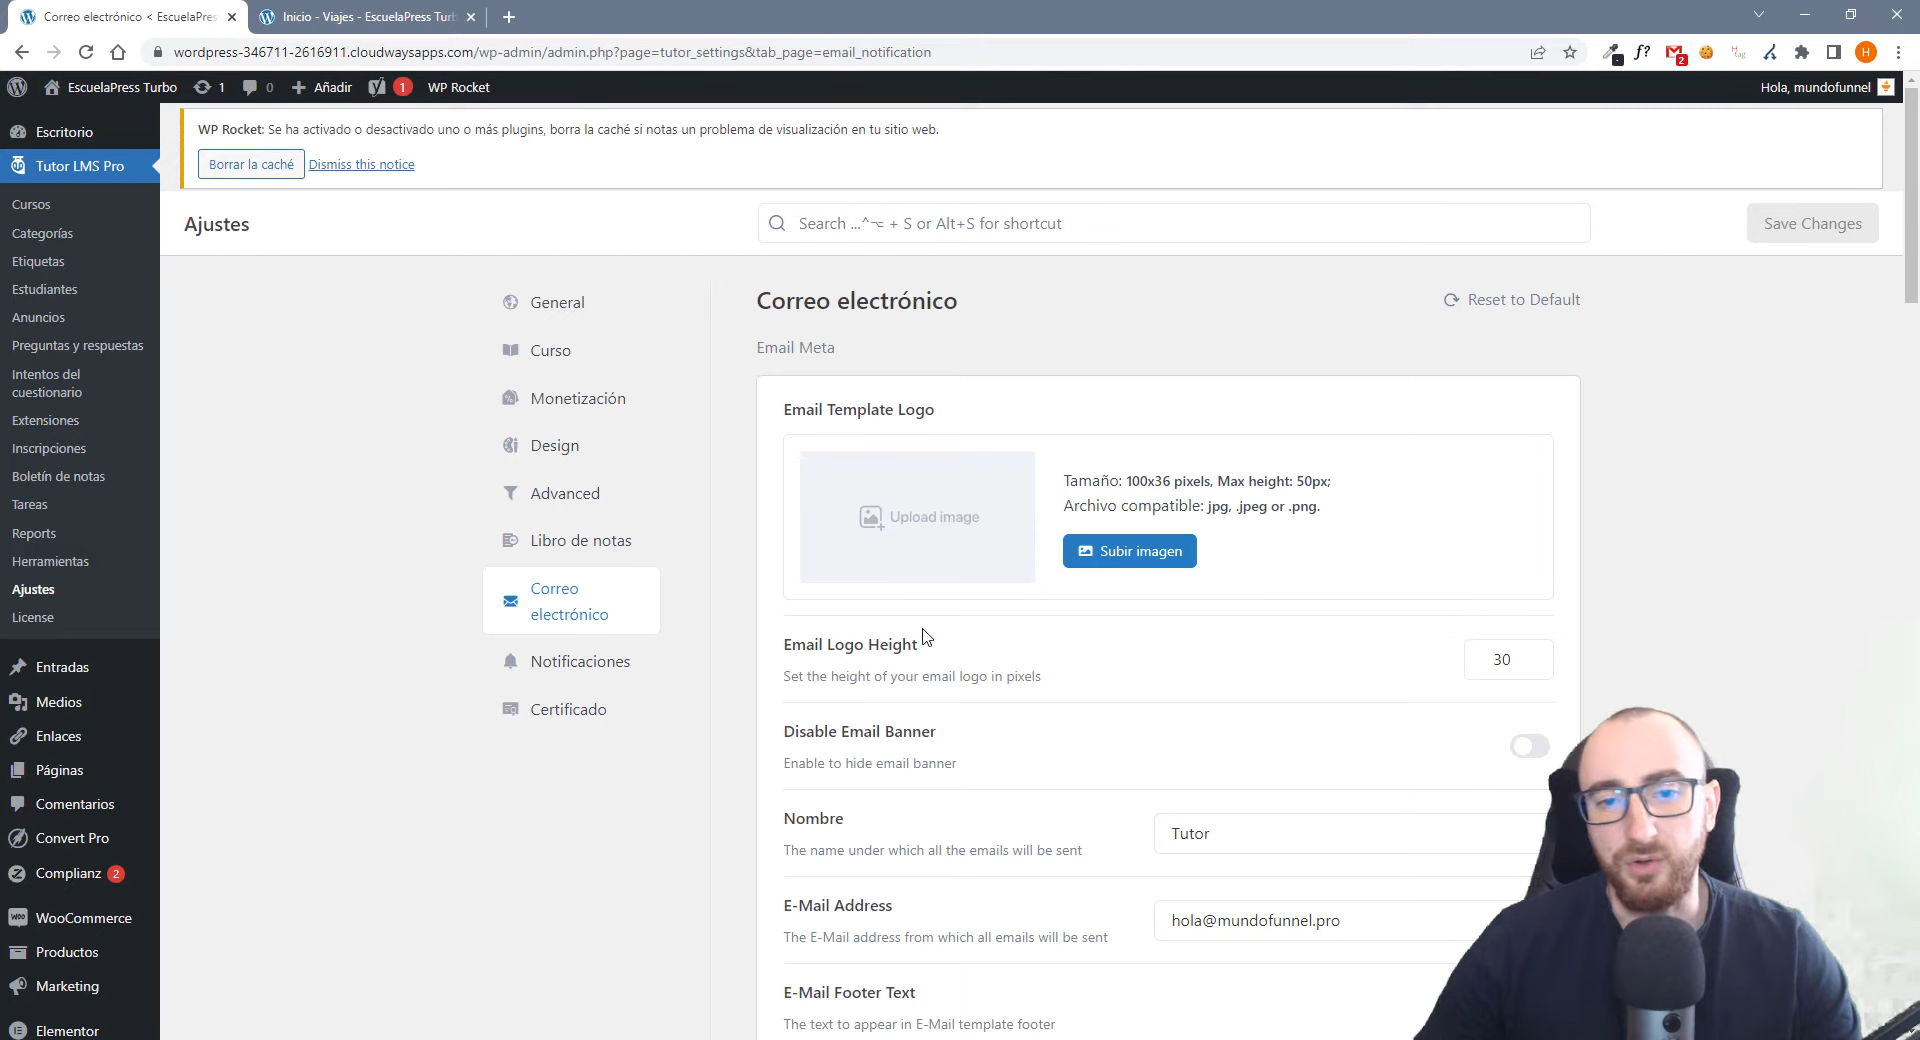 Correo electrónico < EscuelaPres
Inicio - Viajes - EscuelaPress Turb
wordpress-346711-2616911.cloudwaysapps.com/wp-admin/admin.php?page=tutor_settings&tab_page=email_notification
f?
2
H
EscuelaPress Turbo
1
0
Añadir
1
WP Rocket
Hola, mundofunnel
Escritorio
Tutor LMS Pro
Cursos
Categorías
Etiquetas
Estudiantes
Anuncios
Preguntas y respuestas
Intentos del
cuestionario
Extensiones
Inscripciones
Boletín de notas
Tareas
Reports
Herramientas
Ajustes
License
Entradas
Medios
Enlaces
Páginas
Comentarios
Convert Pro
Complianz 2
WooCommerce
Productos
Marketing
Elementor
WP Rocket: Se ha activado o desactivado uno o más plugins, borra la caché si notas un problema de visualización en tu sitio web.
Borrar la caché
Dismiss this notice
Ajustes
Search ...^⌥ + S or Alt+S for shortcut
Save Changes
General
Curso
Monetización
Design
Advanced
Libro de notas
Correo
electrónico
Notificaciones
Certificado
Correo electrónico
Reset to Default
Email Meta
Email Template Logo
Upload image
Tamaño: 100x36 pixels, Max height: 50px;
Archivo compatible: jpg, .jpeg or .png.
Subir imagen
Email Logo Height
Set the height of your email logo in pixels
30
Disable Email Banner
Enable to hide email banner
Nombre
The name under which all the emails will be sent
Tutor
E-Mail Address
The E-Mail address from which all emails will be sent
hola@mundofunnel.pro
E-Mail Footer Text
The text to appear in E-Mail template footer